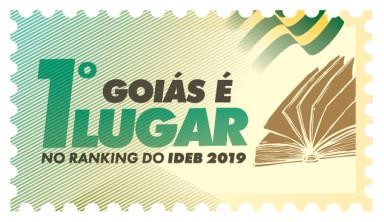 GOIÁS É
1º LUGAR
NO RANKING DO IDEB 2019